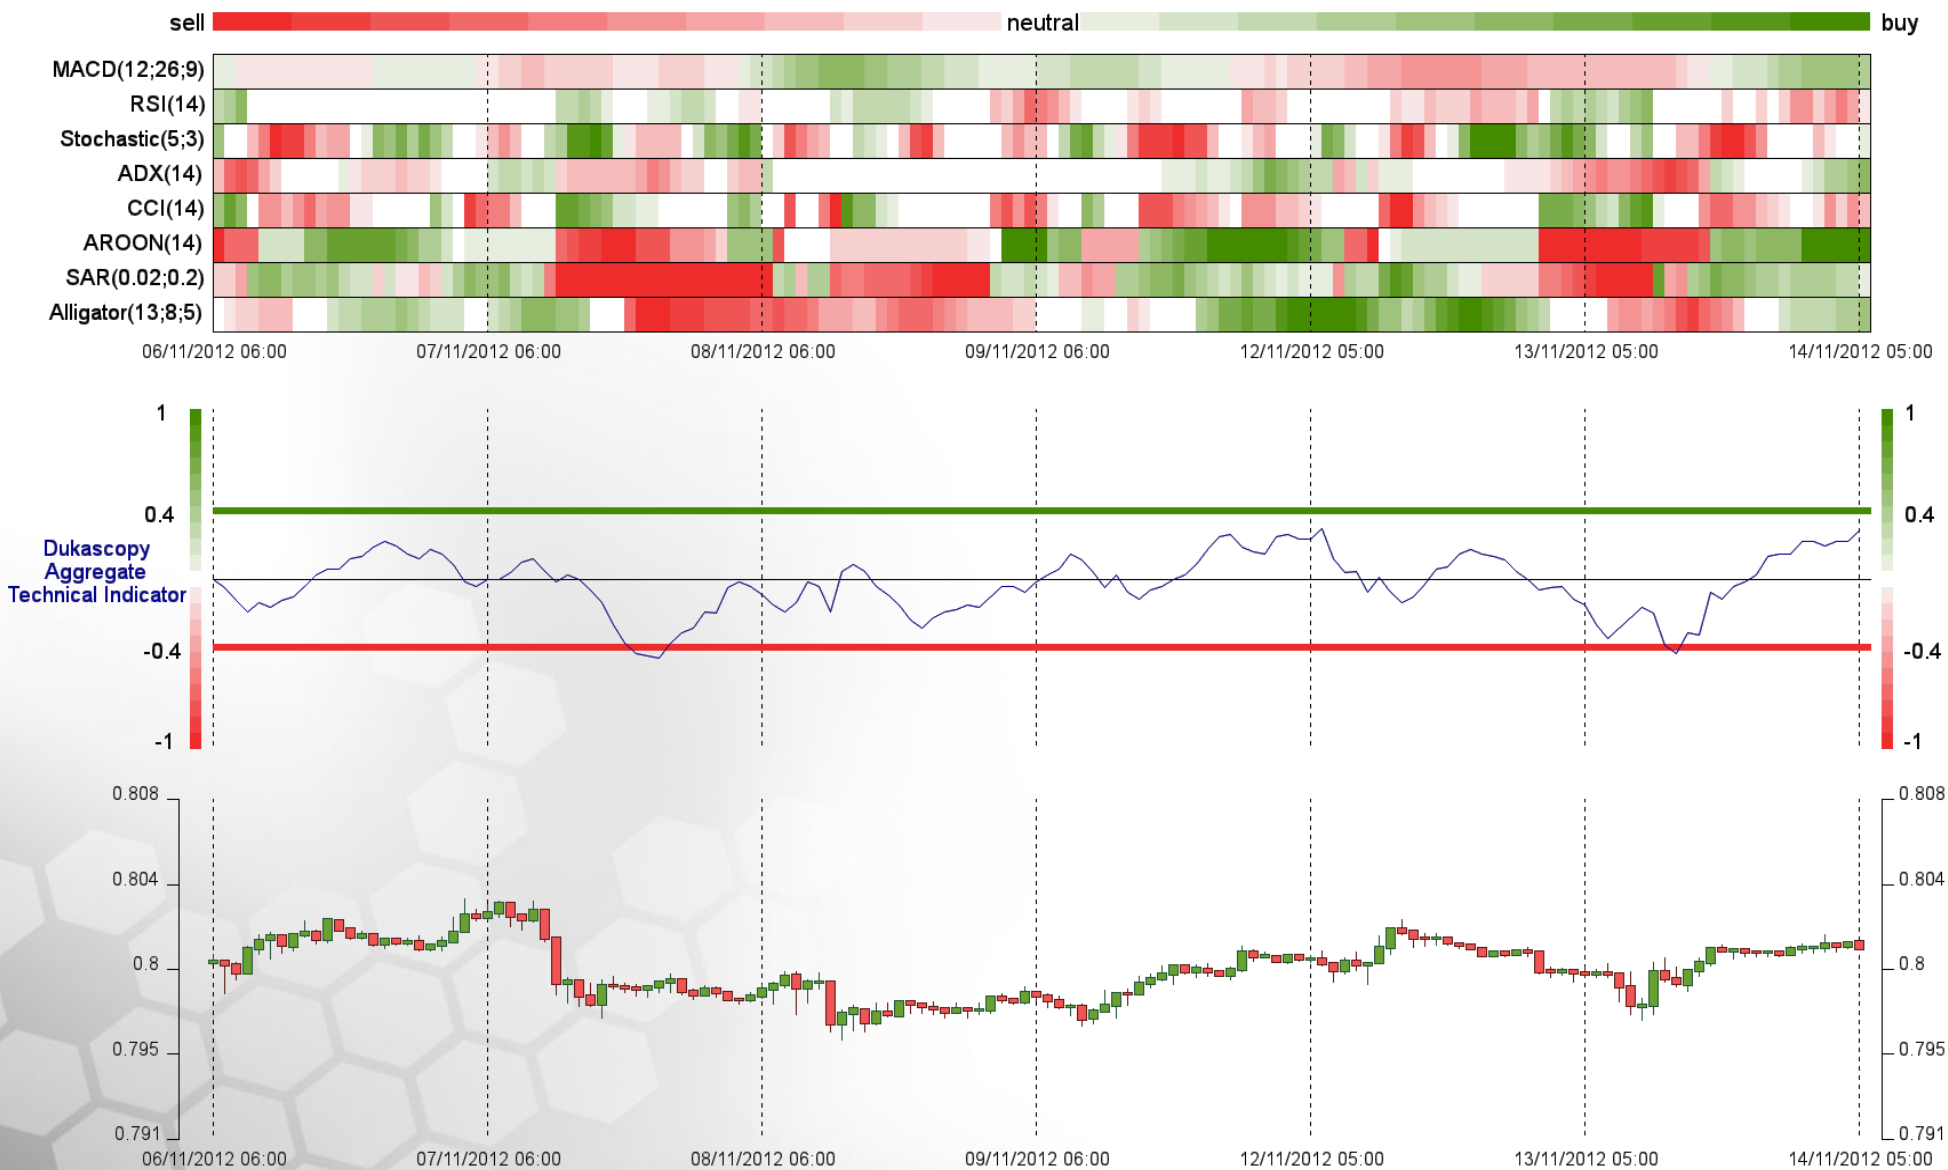 sell neutral buy
MACD(12;26;9)
RSI(14)
Stochastic(5;3)
ADX(14)
CCI(14)
AROON(14)
SAR(0.02;0.2)
Alligator(13;8;5)
06/11/2012 06:00 07/11/2012 06:00 08/11/2012 06:00 09/11/2012 06:00 12/11/2012 05:00 13/11/2012 05:00 14/11/2012 05:00
1 1
0.4 0.4
Dukascopy
Aggregate
Technical Indicator
-0.4 -0.4
-1 -1
0.808 0.808
0.804 0.804
0.8 0.8
0.795 0.795
0.791 0.791
06/11/2012 06:00 07/11/2012 06:00 08/11/2012 06:00 09/11/2012 06:00 12/11/2012 05:00 13/11/2012 05:00 14/11/2012 05:00